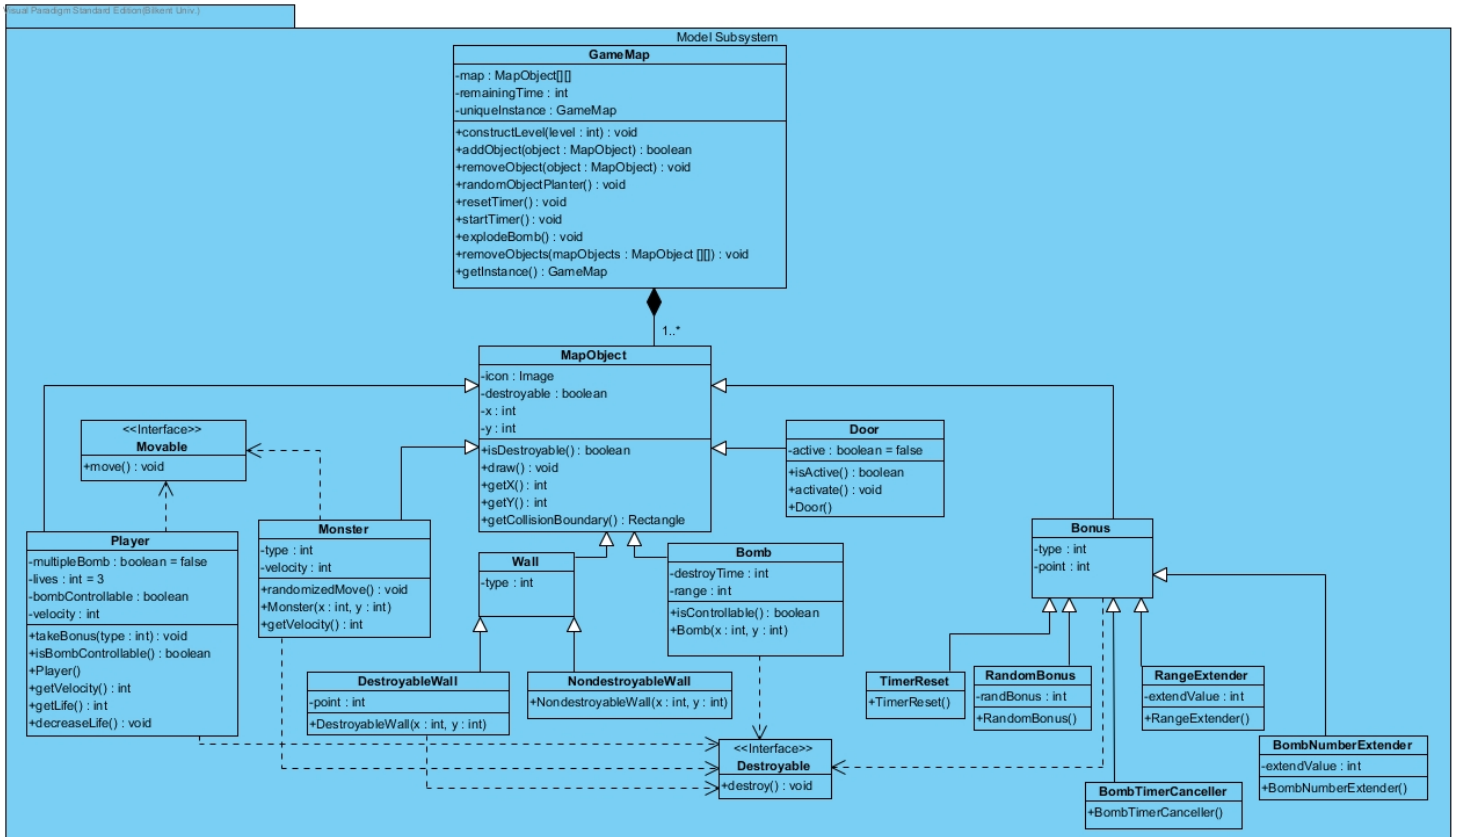 Visual Paradigm Standard Edition(Bilkent Univ.)
Model Subsystem
GameMap
-map : MapObject[][]
-remainingTime : int
-uniqueInstance : GameMap
+constructLevel(level : int) : void
+addObject(object : MapObject) : boolean
+removeObject(object : MapObject) : void
+randomObjectPlanter() : void
+resetTimer() : void
+startTimer() : void
+explodeBomb() : void
+removeObjects(mapObjects : MapObject [][]) : void
+getInstance() : GameMap
1..*
MapObject
-icon : Image
-destroyable : boolean
-x : int
-y : int
+isDestroyable() : boolean
+draw() : void
+getX() : int
+getY() : int
+getCollisionBoundary() : Rectangle
<<Interface>>
Movable
+move() : void
Door
-active : boolean = false
+isActive() : boolean
+activate() : void
+Door()
Player
-multipleBomb : boolean = false
-lives : int = 3
-bombControllable : boolean
-velocity : int
+takeBonus(type : int) : void
+isBombControllable() : boolean
+Player()
+getVelocity() : int
+getLife() : int
+decreaseLife() : void
Monster
-type : int
-velocity : int
+randomizedMove() : void
+Monster(x : int, y : int)
+getVelocity() : int
Wall
-type : int
Bomb
-destroyTime : int
-range : int
+isControllable() : boolean
+Bomb(x : int, y : int)
Bonus
-type : int
-point : int
DestroyableWall
-point : int
+DestroyableWall(x : int, y : int)
NondestroyableWall
+NondestroyableWall(x : int, y : int)
TimerReset
+TimerReset()
RandomBonus
-randBonus : int
+RandomBonus()
RangeExtender
-extendValue : int
+RangeExtender()
<<Interface>>
Destroyable
+destroy() : void
BombTimerCanceller
+BombTimerCanceller()
BombNumberExtender
-extendValue : int
+BombNumberExtender()